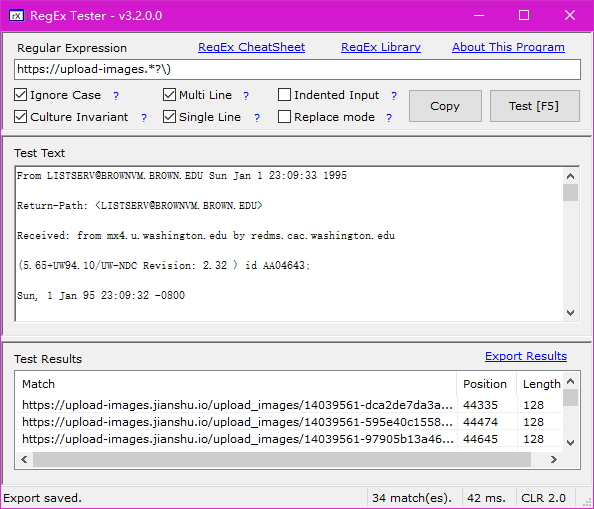 RegEx Tester - v3.2.0.0
Regular Expression RegEx CheatSheet RegEx Library About This Program
https://upload-images.*?\)
Ignore Case ? Multi Line ? Indented Input ? Copy Test [F5]
Culture Invariant ? Single Line ? Replace mode ?
Test Text
From LISTSERV@BROWNVM.BROWN.EDU Sun Jan 1 23:09:33 1995
Return-Path: <LISTSERV@BROWNVM.BROWN.EDU>
Received: from mx4.u.washington.edu by redms.cac.washington.edu
(5.65+UW94.10/UW-NDC Revision: 2.32 ) id AA04643;
Sun, 1 Jan 95 23:09:32 -0800
Test Results Export Results
Match Position Length
https://upload-images.jianshu.io/upload_images/14039561-dca2de7da3a... 44335 128
https://upload-images.jianshu.io/upload_images/14039561-595e40c1558... 44474 128
https://upload-images.jianshu.io/upload_images/14039561-97905b13a46... 44645 128
Export saved. 34 match(es). 42 ms. CLR 2.0